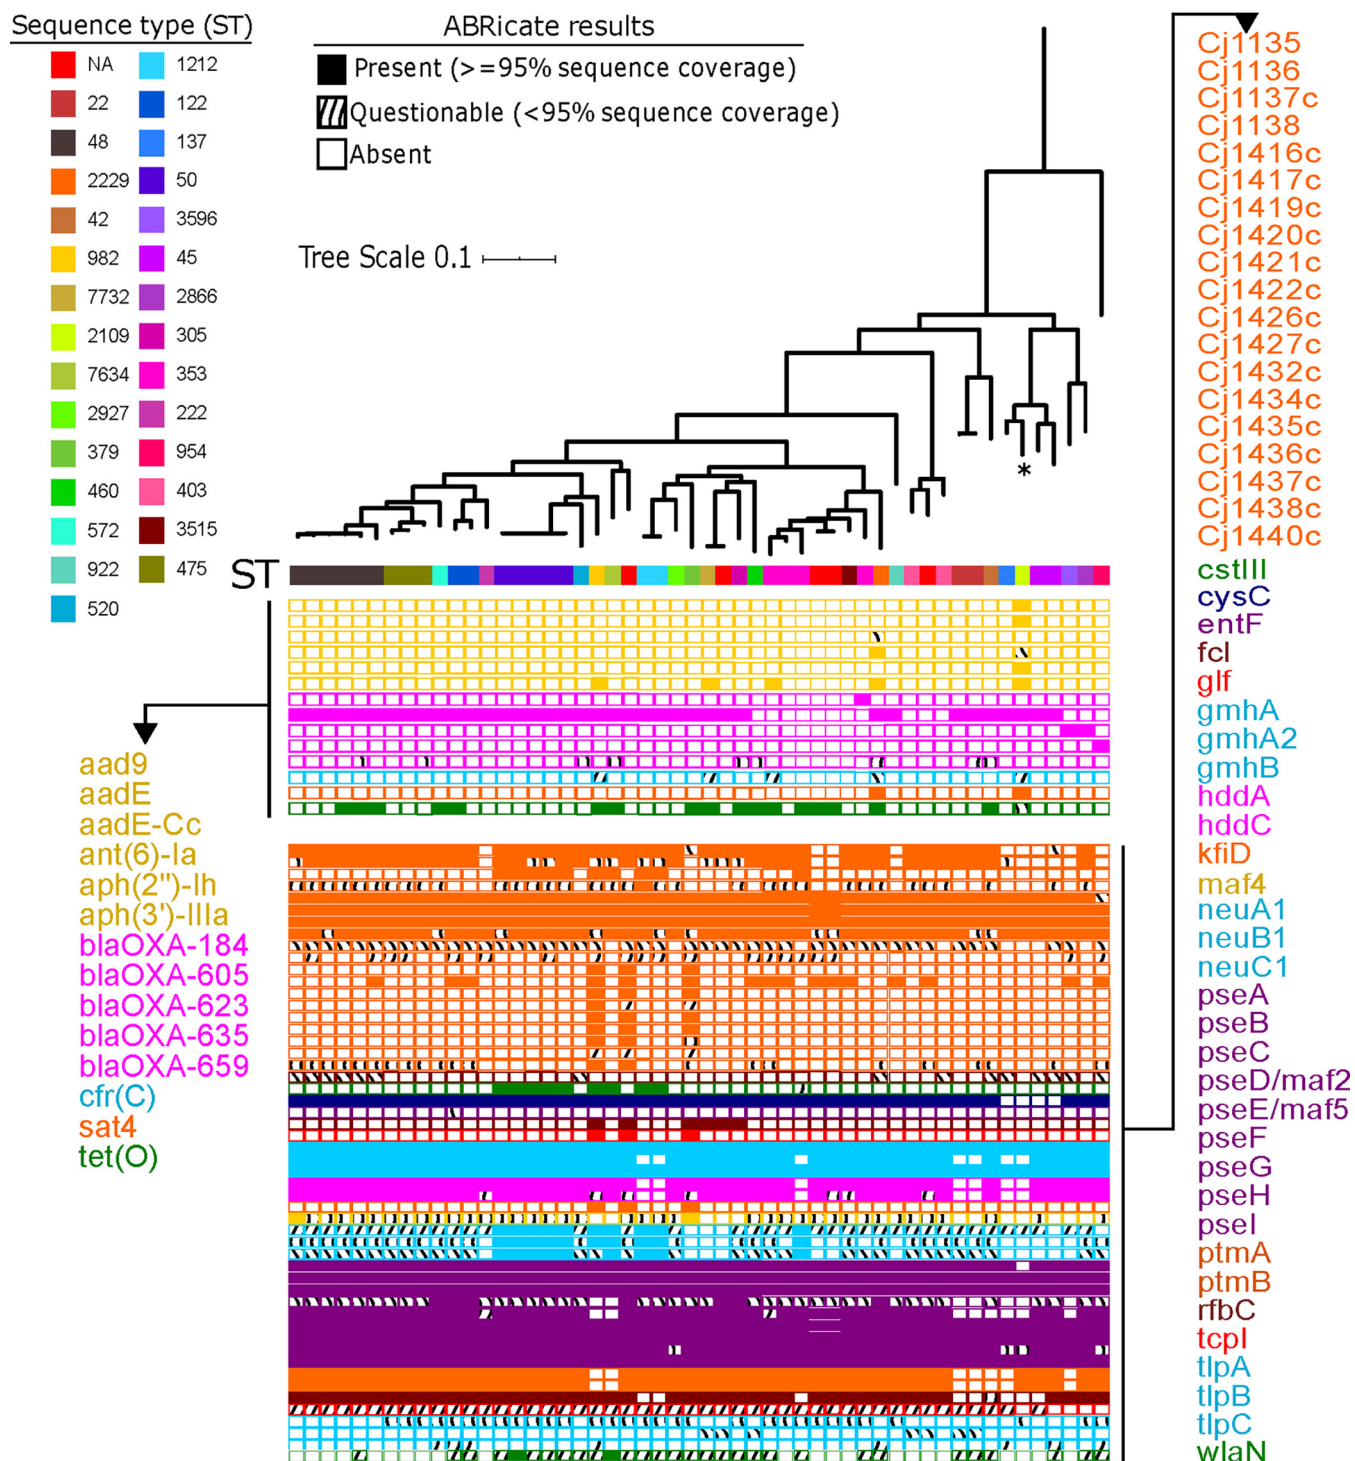 Sequence type (ST)
NA
22
48
2229
42
982
7732
2109
7634
2927
379
460
572
922
520
1212
122
137
50
3596
45
2866
305
353
222
954
403
3515
475
ABRicate results
Present (>=95% sequence coverage)
Questionable (<95% sequence coverage)
Absent
Tree Scale 0.1
*
ST
aad9
aadE
aadE-Cc
ant(6)-Ia
aph(2")-Ih
aph(3')-IIIa
blaOXA-184
blaOXA-605
blaOXA-623
blaOXA-635
blaOXA-659
cfr(C)
sat4
tet(O)
Cj1135
Cj1136
Cj1137c
Cj1138
Cj1416c
Cj1417c
Cj1419c
Cj1420c
Cj1421c
Cj1422c
Cj1426c
Cj1427c
Cj1432c
Cj1434c
Cj1435c
Cj1436c
Cj1437c
Cj1438c
Cj1440c
cstIII
cysC
entF
fcl
glf
gmhA
gmhA2
gmhB
hddA
hddC
kfiD
maf4
neuA1
neuB1
neuC1
pseA
pseB
pseC
pseD/maf2
pseE/maf5
pseF
pseG
pseH
pseI
ptmA
ptmB
rfbC
tcpI
tlpA
tlpB
tlpC
wlaN